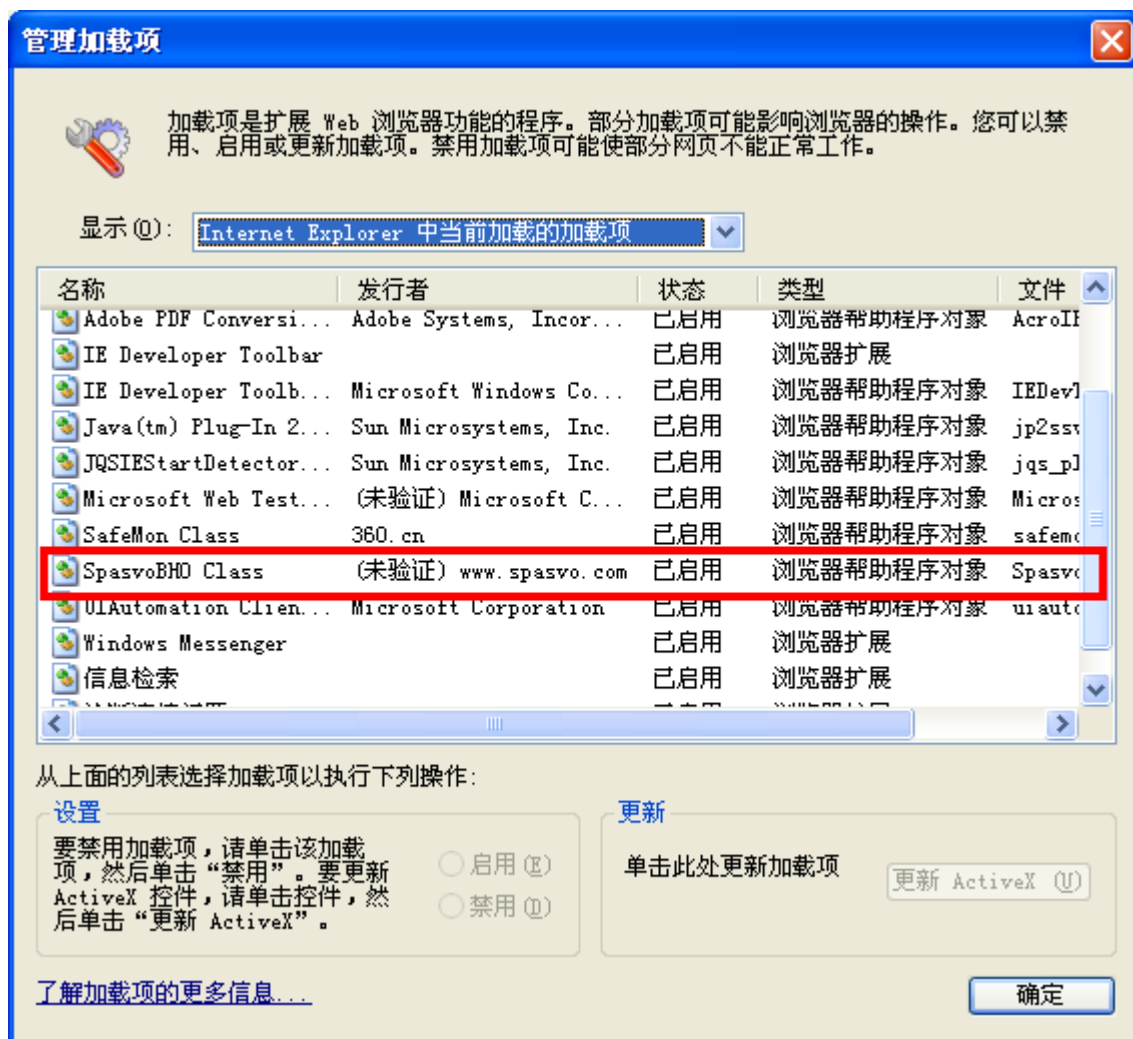 管理加载项
加载项是扩展 Web 浏览器功能的程序。部分加载项可能影响浏览器的操作。您可以禁
用、启用或更新加载项。禁用加载项可能使部分网页不能正常工作。
显示(O): Internet Explorer 中当前加载的加载项
名称 发行者 状态 类型 文件
Adobe PDF Conversi... Adobe Systems, Incor... 已启用 浏览器帮助程序对象 AcroIE
IE Developer Toolbar 已启用 浏览器扩展
IE Developer Toolb... Microsoft Windows Co... 已启用 浏览器帮助程序对象 IEDevT
Java(tm) Plug-In 2... Sun Microsystems, Inc. 已启用 浏览器帮助程序对象 jp2ssv
JQSIEStartDetector... Sun Microsystems, Inc. 已启用 浏览器帮助程序对象 jqs_pl
Microsoft Web Test... (未验证) Microsoft C... 已启用 浏览器帮助程序对象 Micros
SafeMon Class 360.cn 已启用 浏览器帮助程序对象 safemo
SpasvoBHO Class (未验证) www.spasvo.com 已启用 浏览器帮助程序对象 Spasvo
UIAutomation Clien... Microsoft Corporation 已启用 浏览器帮助程序对象 uiauto
Windows Messenger 已启用 浏览器扩展
信息检索 已启用 浏览器扩展
从上面的列表选择加载项以执行下列操作:
设置
要禁用加载项，请单击该加载
项，然后单击“禁用”。要更新
ActiveX 控件，请单击控件，然
后单击“更新 ActiveX”。
启用(E)
禁用(D)
更新
单击此处更新加载项
更新 ActiveX (U)
了解加载项的更多信息...
确定